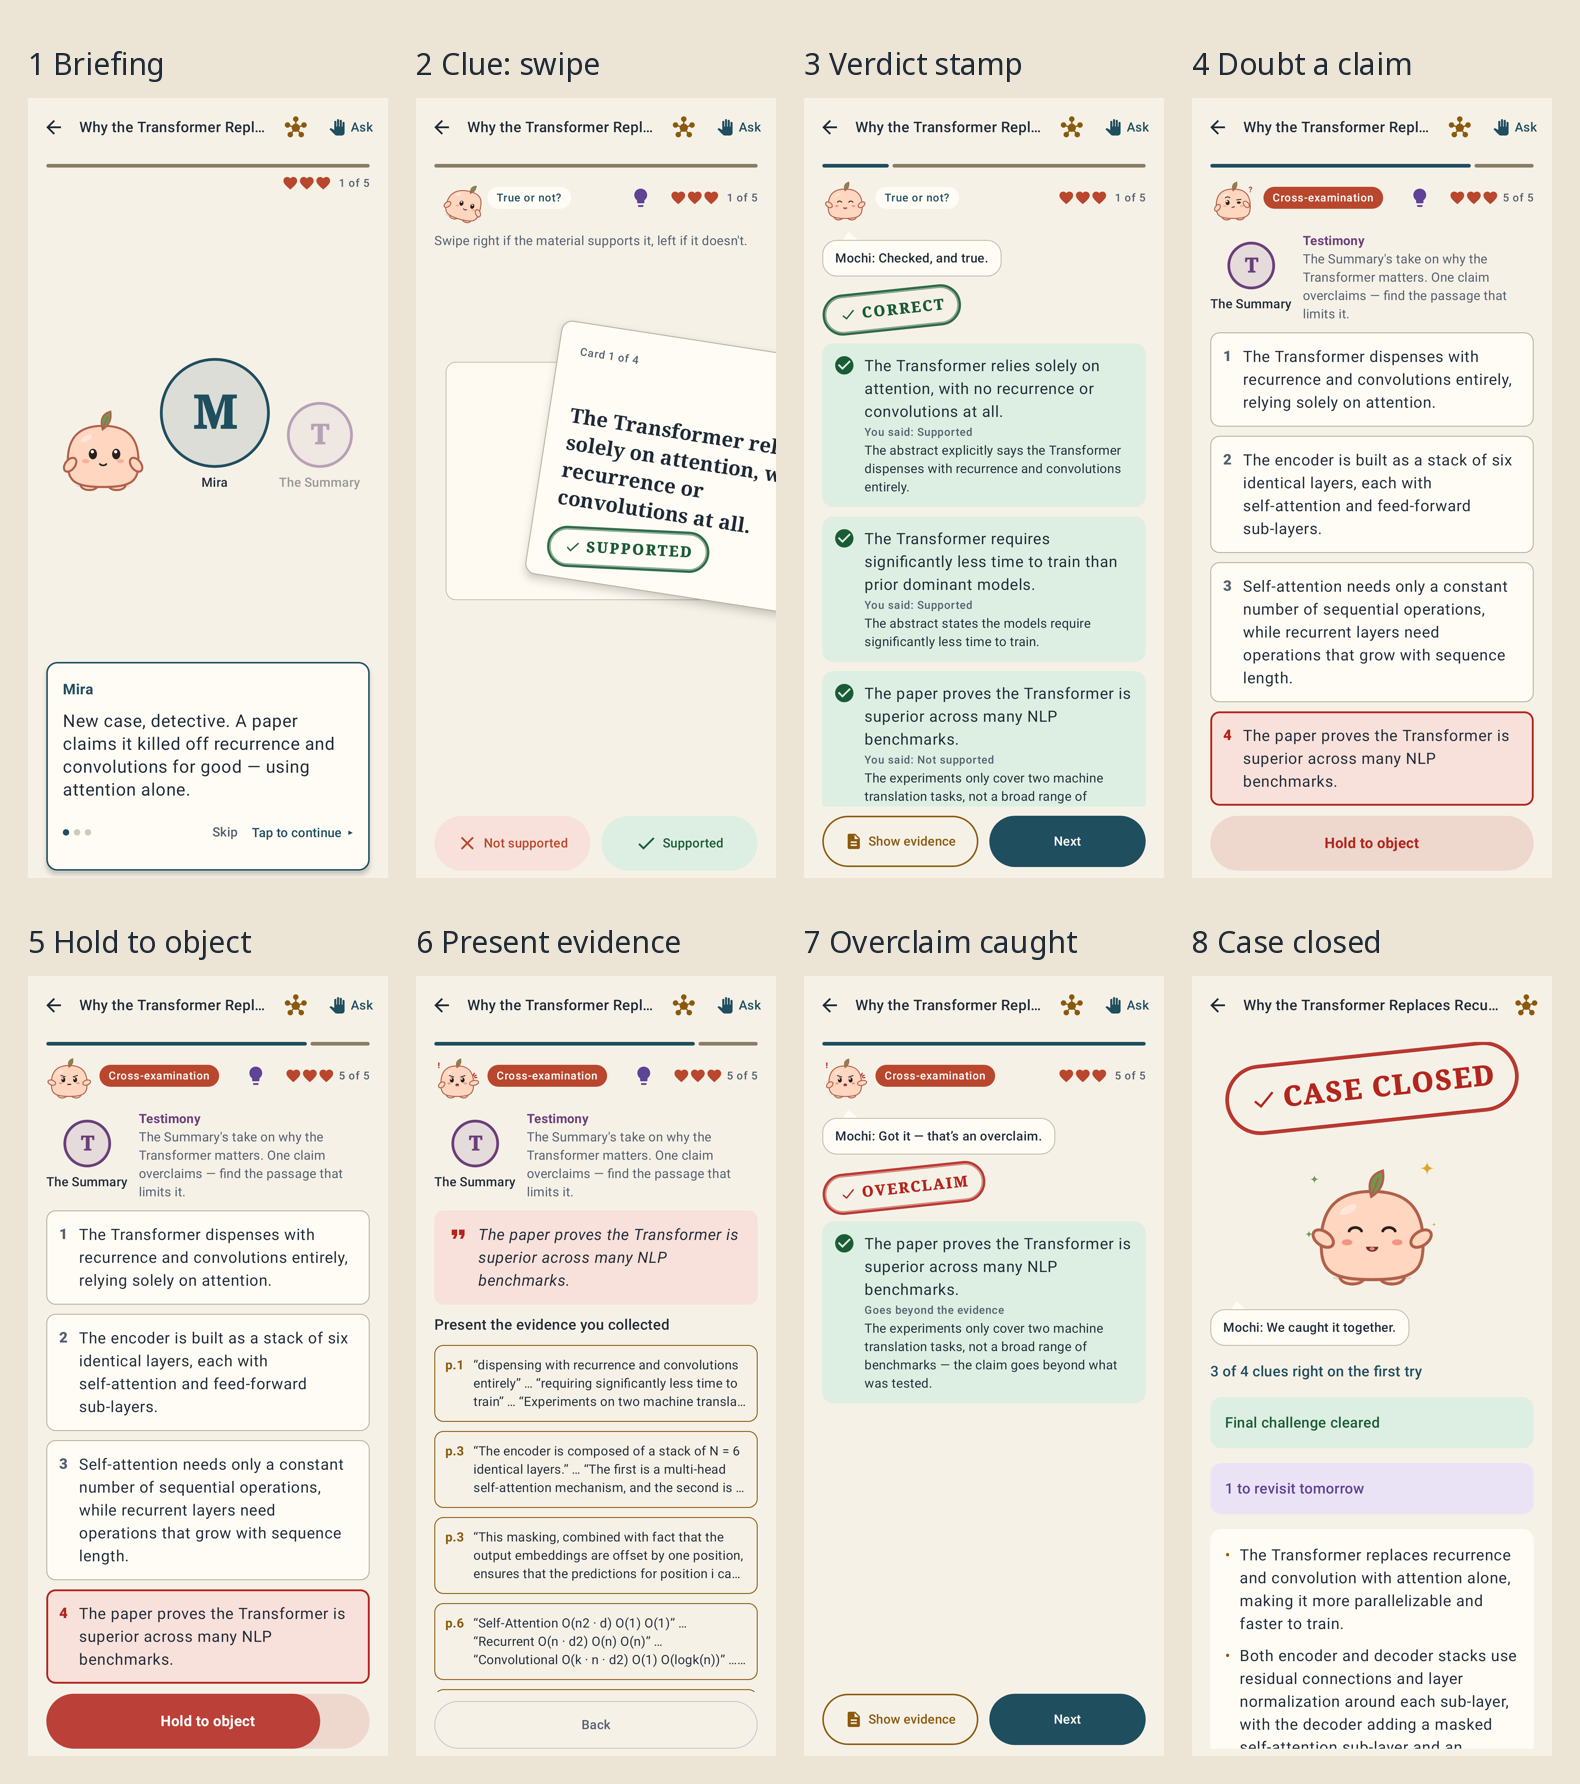 1 Briefing
Why the Transformer Repl...
Ask
1 of 5
M
T
Mira
The Summary
Mira
New case, detective. A paper
claims it killed off recurrence and
convolutions for good — using
attention alone.
Skip
Tap to continue
2 Clue: swipe
Why the Transformer Repl...
Ask
True or not?
1 of 5
Swipe right if the material supports it, left if it doesn't.
Card 1 of 4
The Transformer rel
solely on attention, w
recurrence or
convolutions at all.
SUPPORTED
Not supported
Supported
3 Verdict stamp
Why the Transformer Repl...
Ask
True or not?
1 of 5
Mochi: Checked, and true.
CORRECT
The Transformer relies solely on
attention, with no recurrence or
convolutions at all.
You said: Supported
The abstract explicitly says the Transformer
dispenses with recurrence and convolutions
entirely.
The Transformer requires
significantly less time to train than
prior dominant models.
You said: Supported
The abstract states the models require
significantly less time to train.
The paper proves the Transformer is
superior across many NLP
benchmarks.
You said: Not supported
The experiments only cover two machine
translation tasks, not a broad range of
Show evidence
Next
4 Doubt a claim
Why the Transformer Repl...
Ask
?
Cross-examination
5 of 5
T
The Summary
Testimony
The Summary's take on why the
Transformer matters. One claim
overclaims — find the passage that
limits it.
1 The Transformer dispenses with
recurrence and convolutions entirely,
relying solely on attention.
2 The encoder is built as a stack of six
identical layers, each with
self-attention and feed-forward
sub-layers.
3 Self-attention needs only a constant
number of sequential operations,
while recurrent layers need
operations that grow with sequence
length.
4 The paper proves the Transformer is
superior across many NLP
benchmarks.
Hold to object
5 Hold to object
Why the Transformer Repl...
Ask
Cross-examination
5 of 5
T
The Summary
Testimony
The Summary's take on why the
Transformer matters. One claim
overclaims — find the passage that
limits it.
1 The Transformer dispenses with
recurrence and convolutions entirely,
relying solely on attention.
2 The encoder is built as a stack of six
identical layers, each with
self-attention and feed-forward
sub-layers.
3 Self-attention needs only a constant
number of sequential operations,
while recurrent layers need
operations that grow with sequence
length.
4 The paper proves the Transformer is
superior across many NLP
benchmarks.
Hold to object
6 Present evidence
Why the Transformer Repl...
Ask
!
Cross-examination
5 of 5
T
The Summary
Testimony
The Summary's take on why the
Transformer matters. One claim
overclaims — find the passage that
limits it.
The paper proves the Transformer is
superior across many NLP
benchmarks.
Present the evidence you collected
p.1 “dispensing with recurrence and convolutions
entirely” ... “requiring significantly less time to
train” ... “Experiments on two machine transla...
p.3 “The encoder is composed of a stack of N = 6
identical layers.” ... “The first is a multi-head
self-attention mechanism, and the second is ...
p.3 “This masking, combined with fact that the
output embeddings are offset by one position,
ensures that the predictions for position i ca...
p.6 “Self-Attention O(n2 · d) O(1) O(1)” ...
“Recurrent O(n · d2) O(n) O(n)” ...
“Convolutional O(k · n · d2) O(1) O(logk(n))” ......
Back
7 Overclaim caught
Why the Transformer Repl...
Ask
!
Cross-examination
5 of 5
Mochi: Got it — that’s an overclaim.
OVERCLAIM
The paper proves the Transformer is
superior across many NLP
benchmarks.
Goes beyond the evidence
The experiments only cover two machine
translation tasks, not a broad range of
benchmarks — the claim goes beyond what
was tested.
Show evidence
Next
8 Case closed
Why the Transformer Replaces Recu...
CASE CLOSED
Mochi: We caught it together.
3 of 4 clues right on the first try
Final challenge cleared
1 to revisit tomorrow
• The Transformer replaces recurrence
and convolution with attention alone,
making it more parallelizable and
faster to train.
• Both encoder and decoder stacks use
residual connections and layer
normalization around each sub-layer,
with the decoder adding a masked
self-attention sub-layer and an